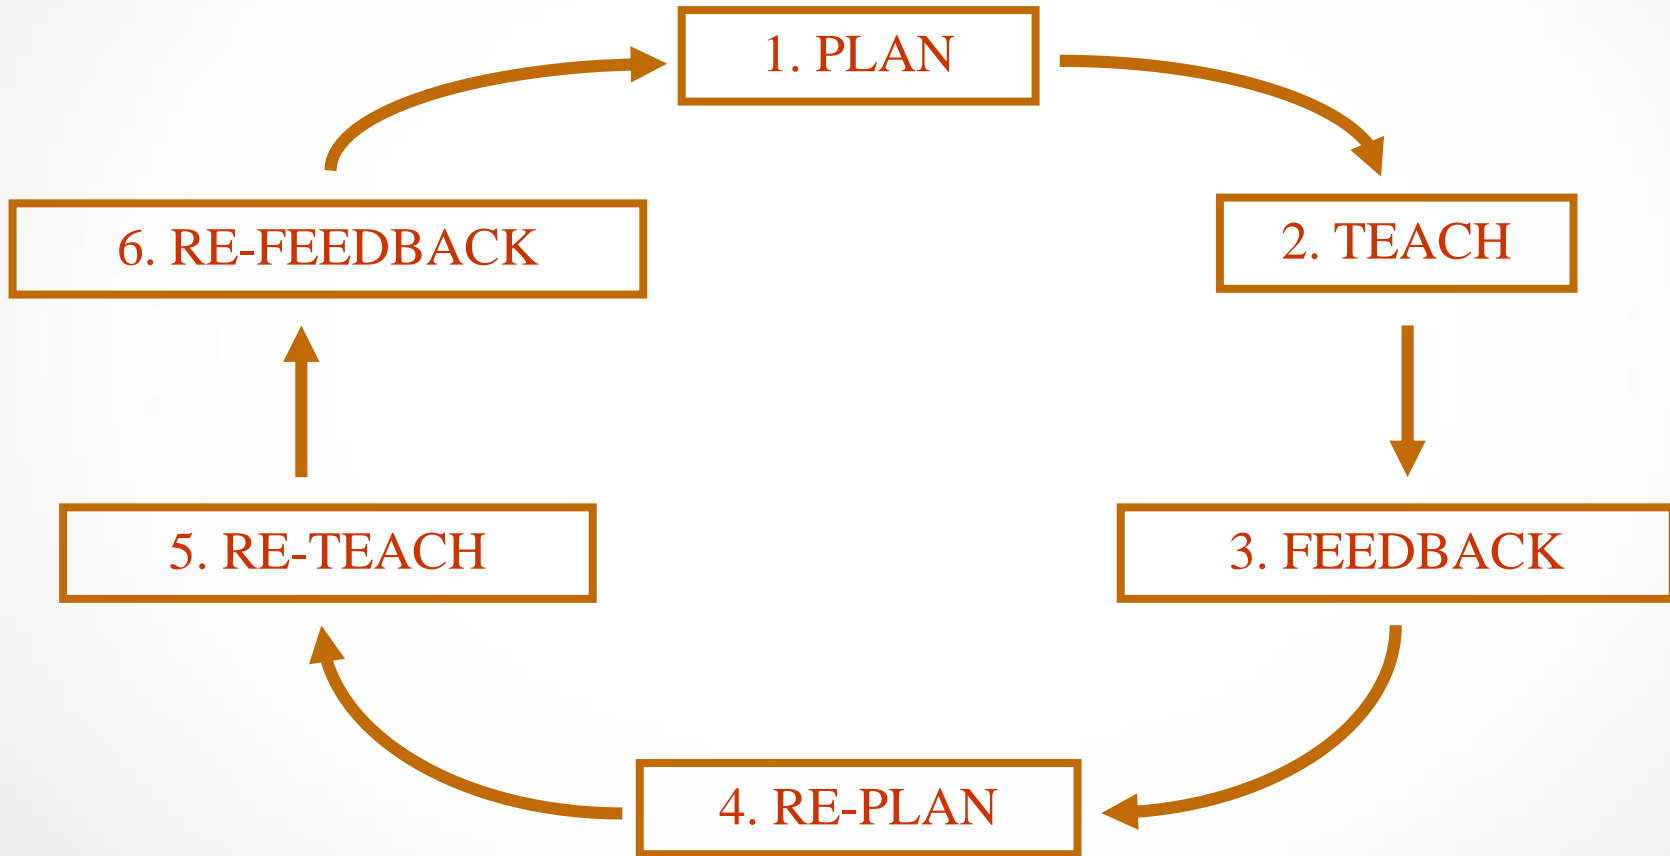 1. PLAN
2. TEACH
3. FEEDBACK
4. RE-PLAN
5. RE-TEACH
6. RE-FEEDBACK